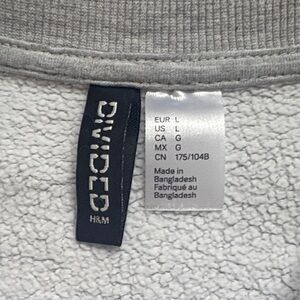 DIVIDED
H&M
EUR L
US L
CA G
MX G
CN 175/104B
Made in
Bangladesh
Fabriqué au
Bangladesh